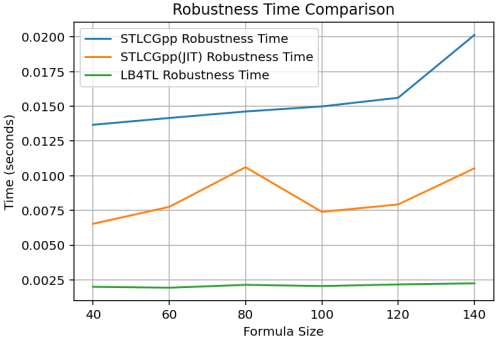 Robustness Time Comparison
STLCGpp Robustness Time
STLCGpp(JIT) Robustness Time
LB4TL Robustness Time
Time (seconds)
0.0200
0.0175
0.0150
0.0125
0.0100
0.0075
0.0050
0.0025
40 60 80 100 120 140
Formula Size